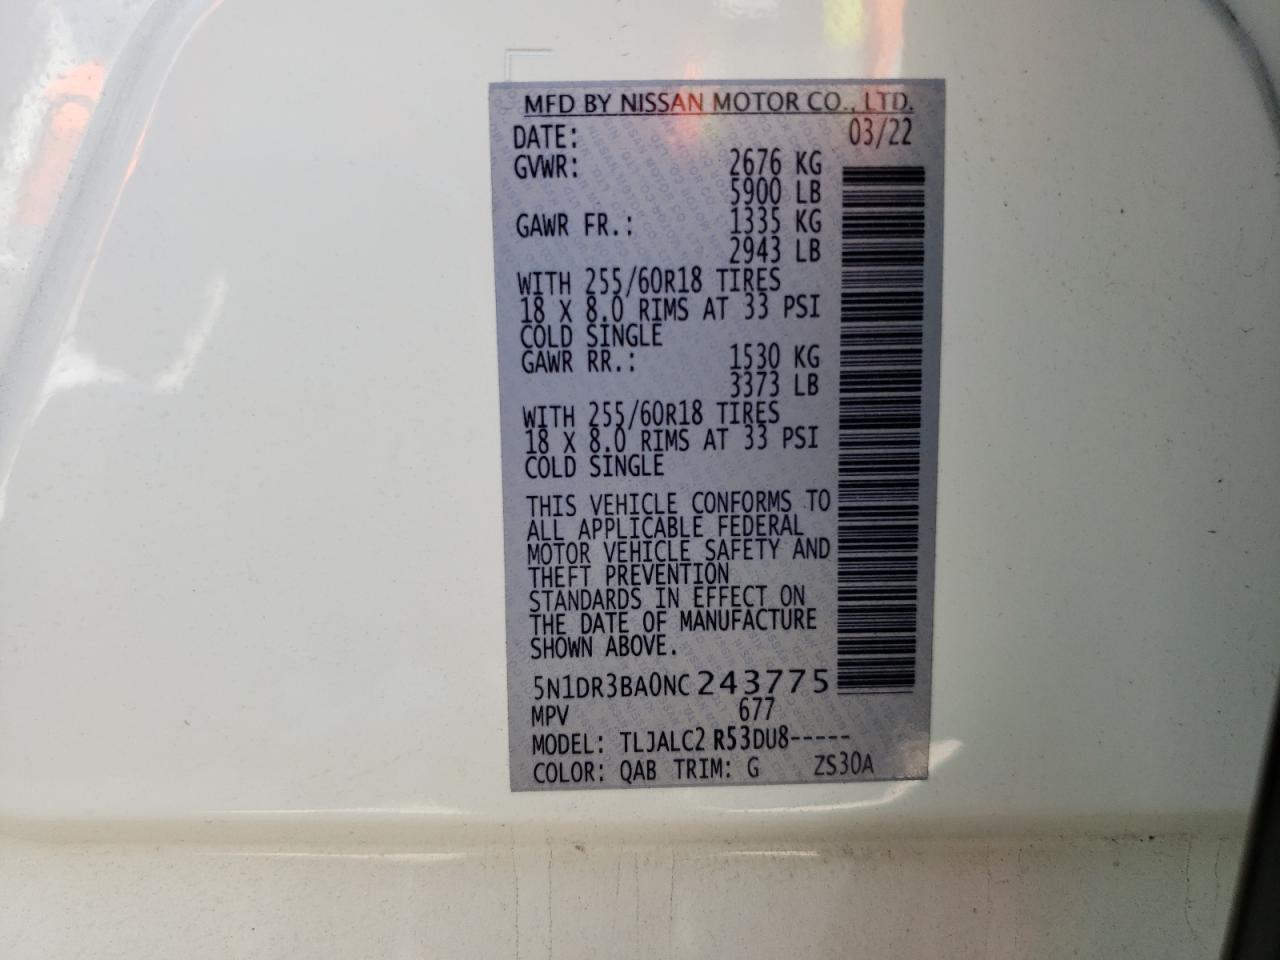 MFD BY NISSAN MOTOR CO., LTD.
DATE: 03/22
GVWR: 2676 KG
5900 LB
GAWR FR.: 1335 KG
2943 LB
WITH 255/60R18 TIRES
18 X 8.0 RIMS AT 33 PSI
COLD SINGLE
GAWR RR.: 1530 KG
3373 LB
WITH 255/60R18 TIRES
18 X 8.0 RIMS AT 33 PSI
COLD SINGLE
THIS VEHICLE CONFORMS TO
ALL APPLICABLE FEDERAL
MOTOR VEHICLE SAFETY AND
THEFT PREVENTION
STANDARDS IN EFFECT ON
THE DATE OF MANUFACTURE
SHOWN ABOVE.
5N1DR3BA0NC243775
MPV 677
MODEL: TLJALC2 R53DU8-----
COLOR: QAB TRIM: G ZS30A